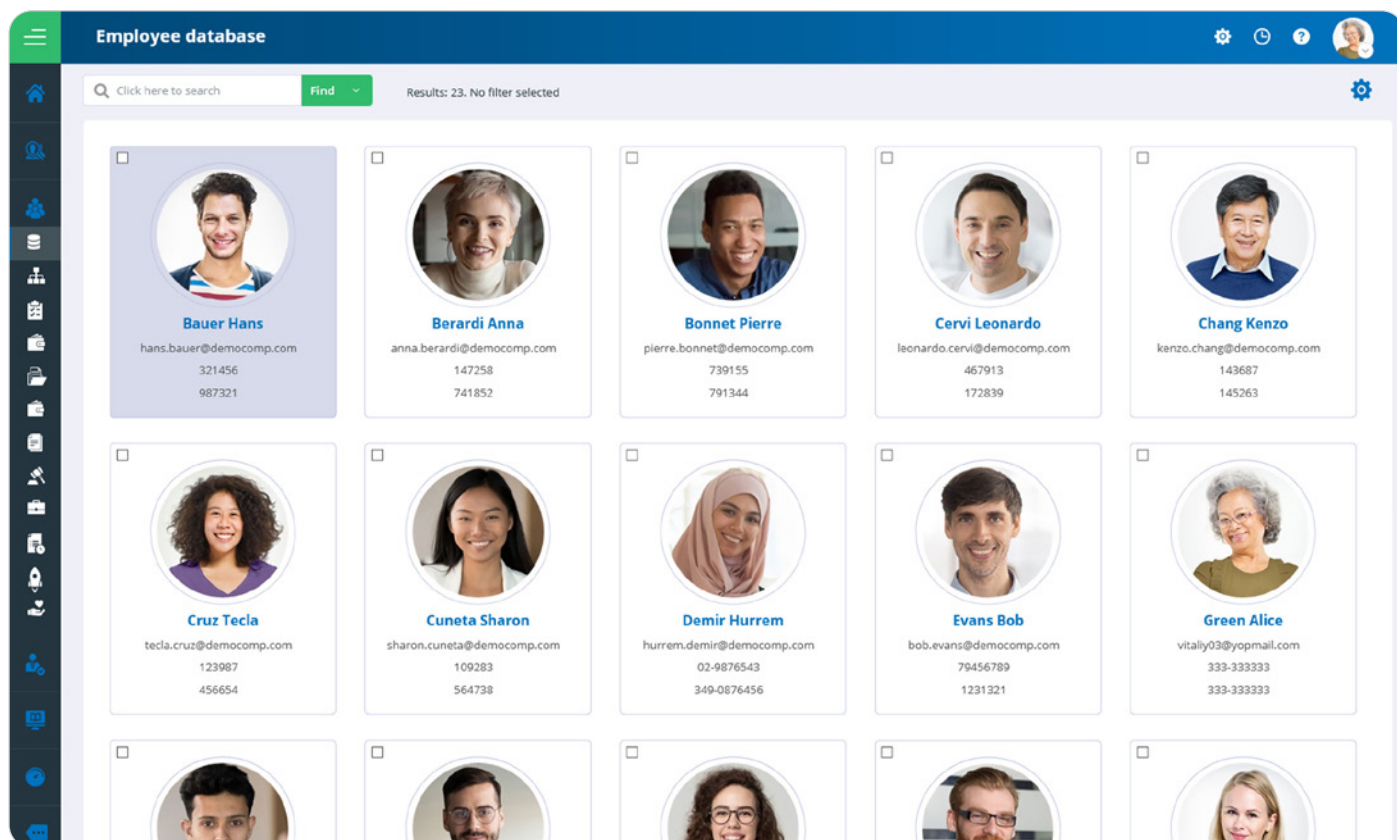 Employee database
Click here to search
Find
Results: 23. No filter selected
Bauer Hans
hans.bauer@democomp.com
321456
987321
Berardi Anna
anna.berardi@democomp.com
147258
741852
Bonnet Pierre
pierre.bonnet@democomp.com
739155
791344
Cervi Leonardo
leonardo.cervi@democomp.com
467913
172839
Chang Kenzo
kenzo.chang@democomp.com
143687
145263
Cruz Tecla
tecla.cruz@democomp.com
123987
456654
Cuneta Sharon
sharon.cuneta@democomp.com
109283
564738
Demir Hurrem
hurrem.demir@democomp.com
02-9876543
349-0876456
Evans Bob
bob.evans@democomp.com
79456789
1231321
Green Alice
vitaliy03@yopmail.com
333-333333
333-333333